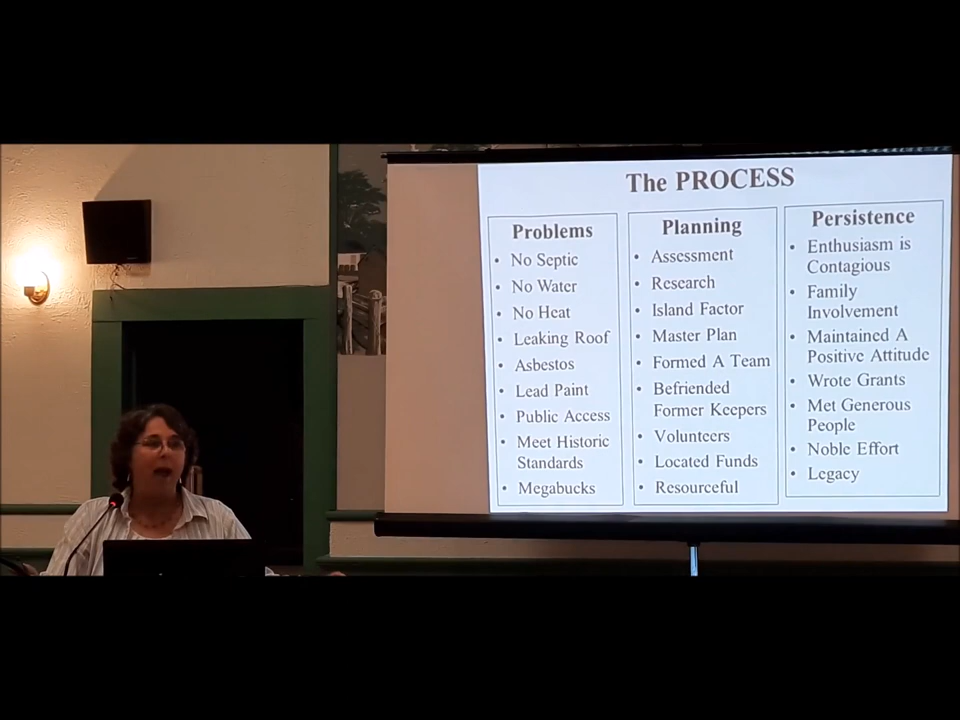 The PROCESS
Problems
• No Septic
• No Water
• No Heat
• Leaking Roof
• Asbestos
• Lead Paint
• Public Access
• Meet Historic
Standards
• Megabucks
Planning
• Assessment
• Research
• Island Factor
• Master Plan
• Formed A Team
• Befriended
Former Keepers
• Volunteers
• Located Funds
• Resourceful
Persistence
• Enthusiasm is
Contagious
• Family
Involvement
• Maintained A
Positive Attitude
• Wrote Grants
• Met Generous
People
• Noble Effort
• Legacy